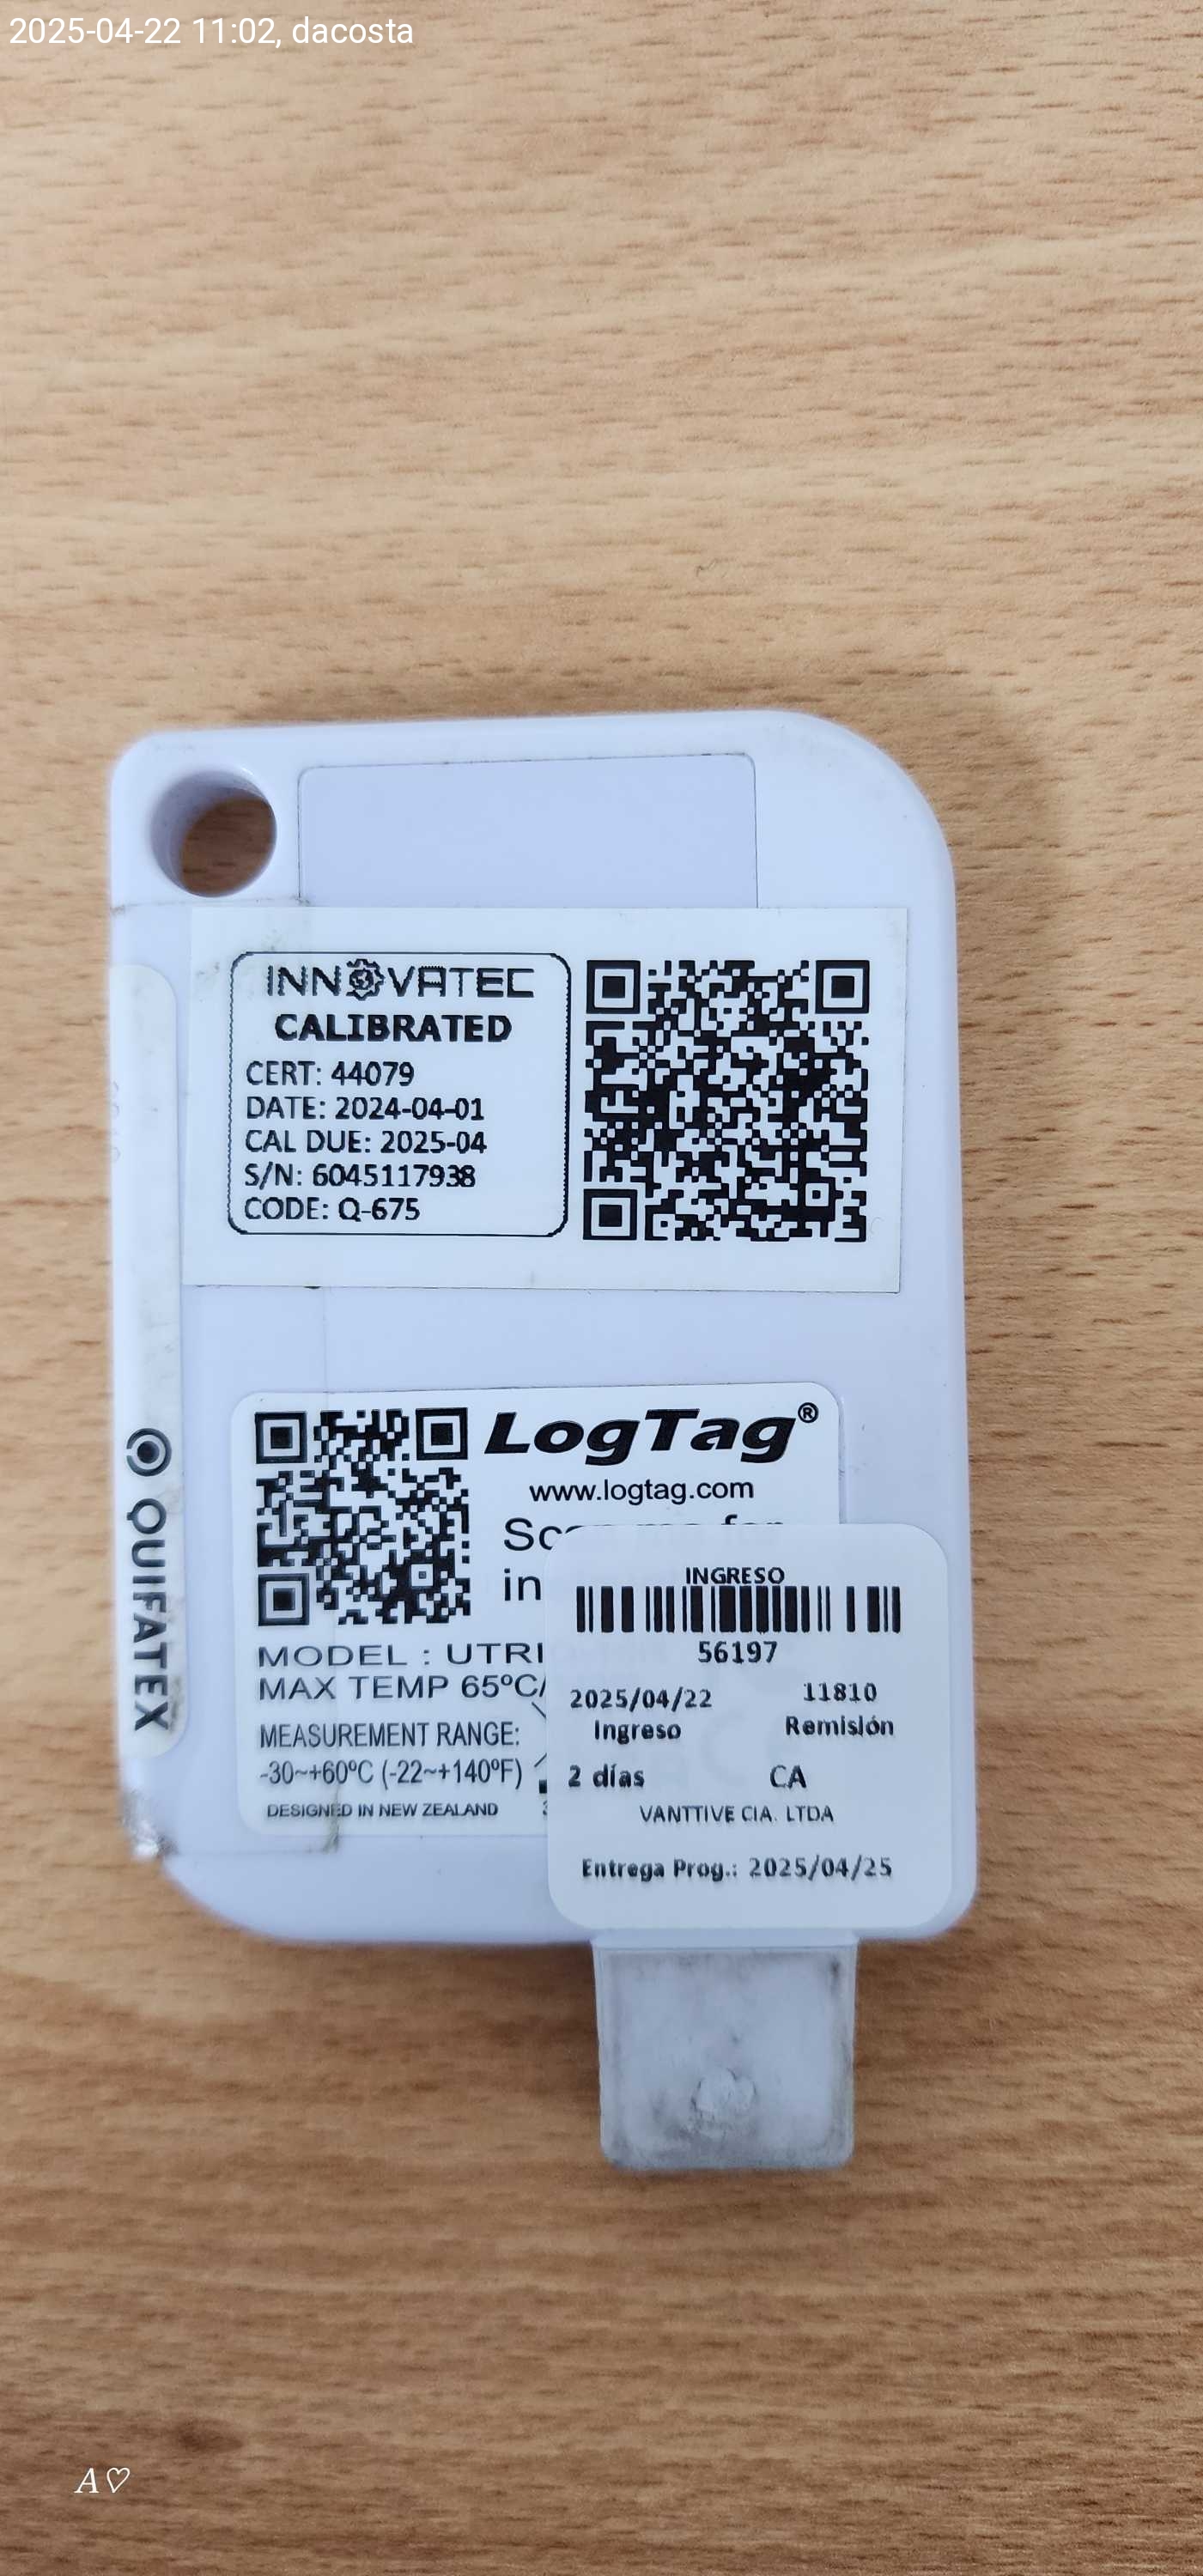 2025-04-22 11:02, dacosta
INNOVATEC
CALIBRATED
CERT: 44079
DATE: 2024-04-01
CAL DUE: 2025-04
S/N: 6045117938
CODE: Q-675
QUIFATEX
LogTag®
www.logtag.com
in
MODEL : UTRI
MAX TEMP 65ºC/
MEASUREMENT RANGE:
-30~+60ºC (-22~+140ºF)
DESIGNED IN NEW ZEALAND
INGRESO
56197
2025/04/22 11810
Ingreso Remisión
2 días CA
VANTTIVE CIA. LTDA
Entrega Prog.: 2025/04/25
A♡